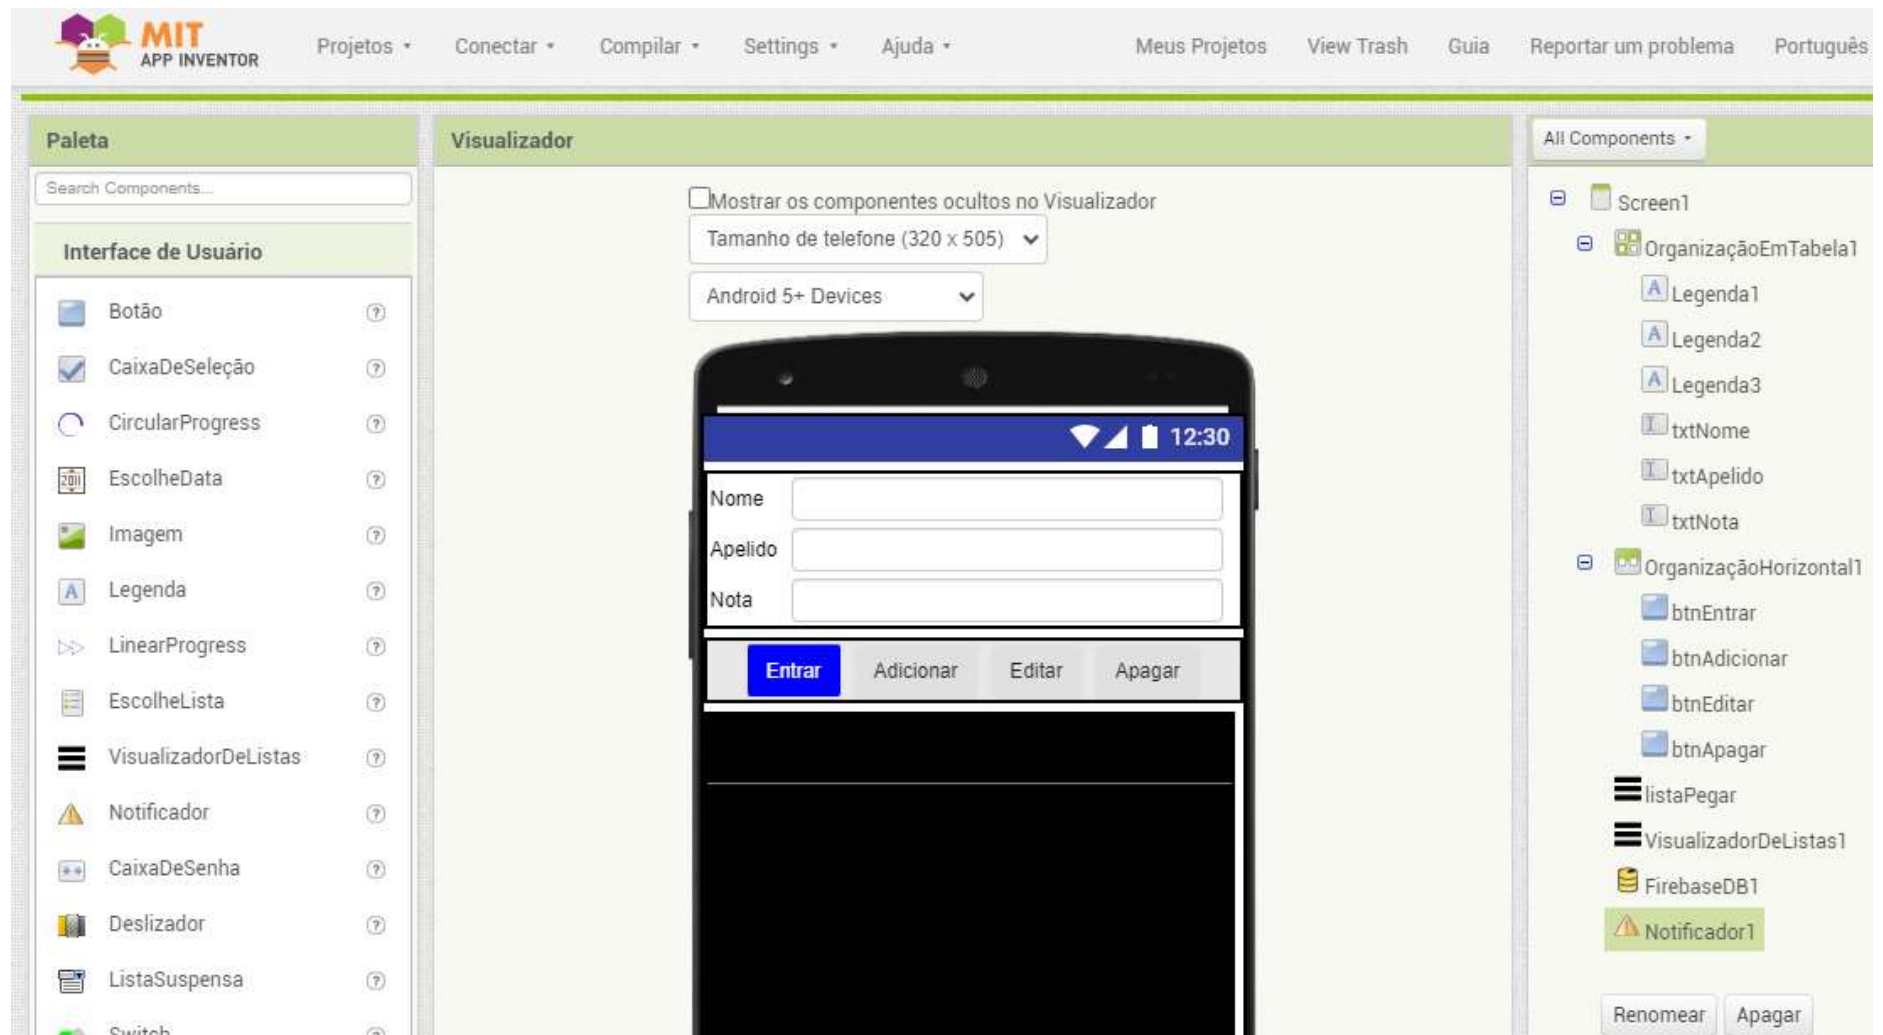 MIT
APP INVENTOR
Projetos
Conectar
Compilar
Settings
Ajuda
Meus Projetos
View Trash
Guia
Reportar um problema
Português
Paleta
Search Components...
Interface de Usuário
Botão
CaixaDeSeleção
CircularProgress
2011
EscolheData
Imagem
A
Legenda
LinearProgress
EscolheLista
VisualizadorDeListas
Notificador
CaixaDeSenha
Deslizador
ListaSuspensa
Switch
Visualizador
Mostrar os componentes ocultos no Visualizador
Tamanho de telefone (320 x 505)
Android 5+ Devices
12:30
Nome
Apelido
Nota
Entrar Adicionar Editar Apagar
All Components
Screen1
OrganizaçãoEmTabela1
A Legenda1
A Legenda2
A Legenda3
txtNome
txtApelido
txtNota
OrganizaçãoHorizontal1
btnEntrar
btnAdicionar
btnEditar
btnApagar
listaPegar
VisualizadorDeListas1
FirebaseDB1
Notificador1
Renomear Apagar